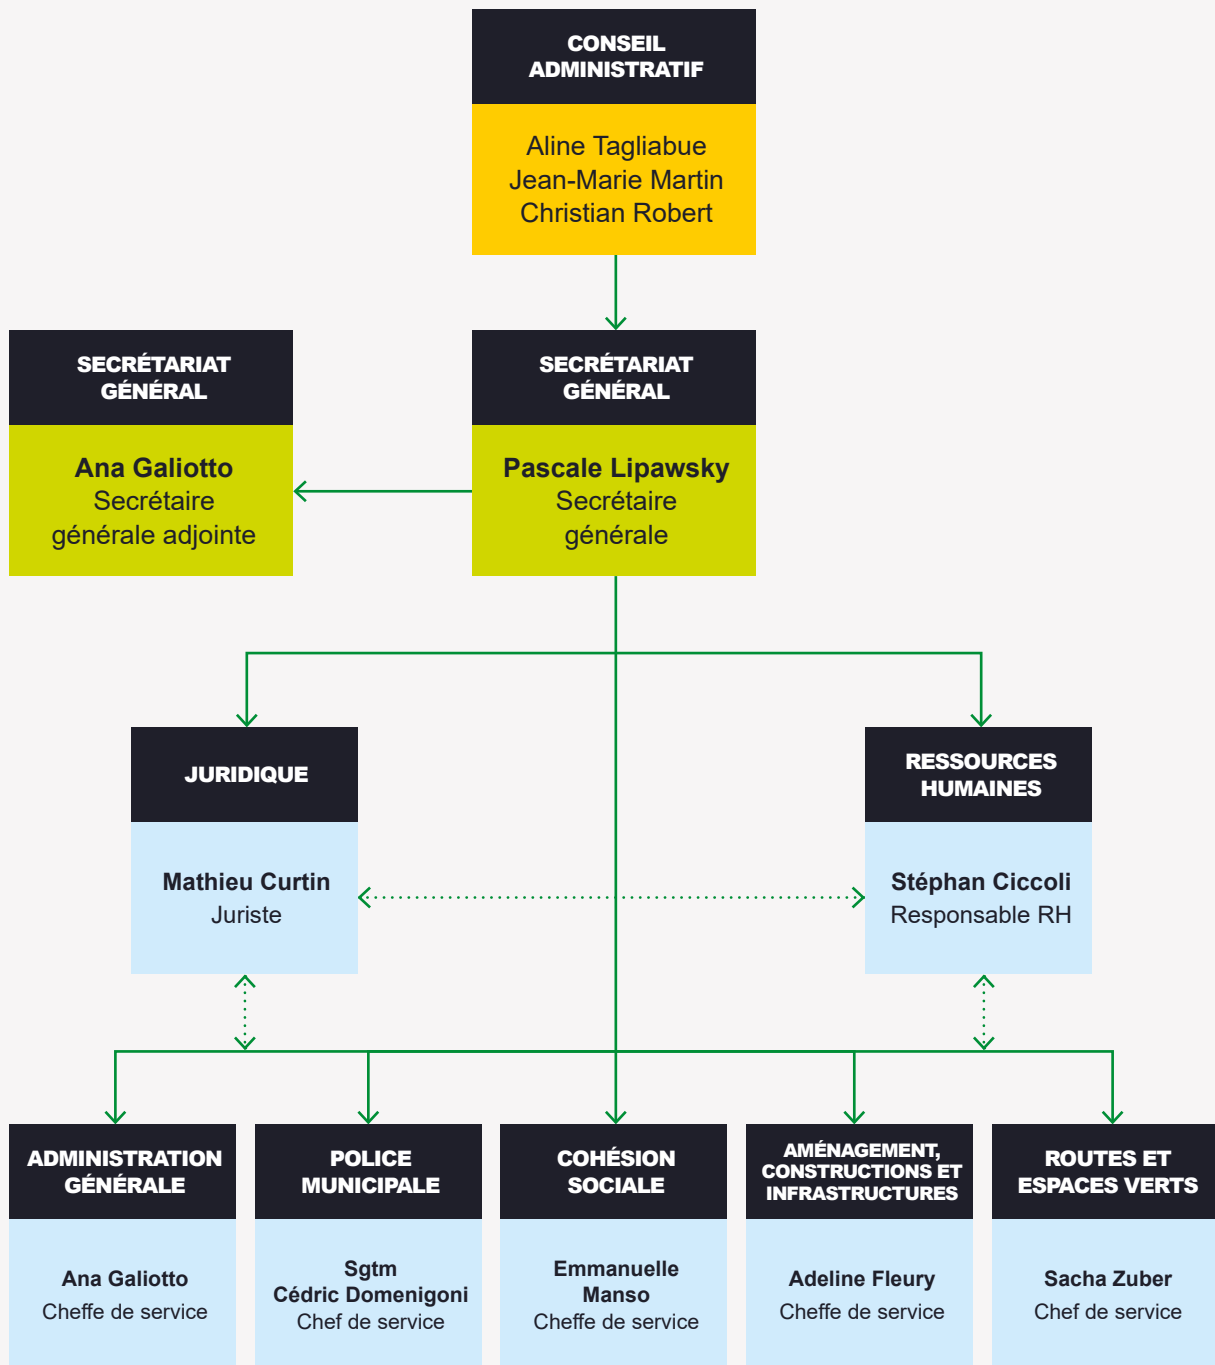 CONSEIL
ADMINISTRATIF
Aline Tagliabue
Jean-Marie Martin
Christian Robert
SECRÉTARIAT
GÉNÉRAL
Ana Galiotto
Secrétaire
générale adjointe
SECRÉTARIAT
GÉNÉRAL
Pascale Lipawsky
Secrétaire
générale
JURIDIQUE
Mathieu Curtin
Juriste
RESSOURCES
HUMAINES
Stéphan Ciccoli
Responsable RH
ADMINISTRATION
GÉNÉRALE
Ana Galiotto
Cheffe de service
POLICE
MUNICIPALE
Sgtm
Cédric Domenigoni
Chef de service
COHÉSION
SOCIALE
Emmanuelle
Manso
Cheffe de service
AMÉNAGEMENT,
CONSTRUCTIONS ET
INFRASTRUCTURES
Adeline Fleury
Cheffe de service
ROUTES ET
ESPACES VERTS
Sacha Zuber
Chef de service